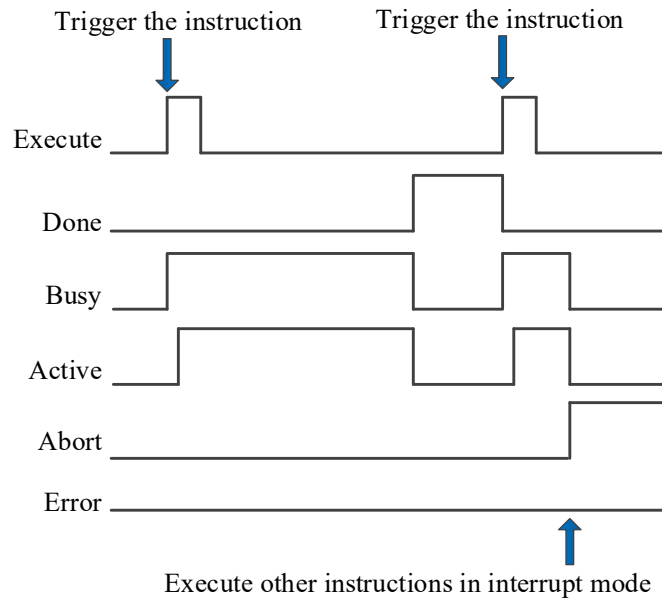 Trigger the instruction
Trigger the instruction
Execute
Done
Busy
Active
Abort
Error
Execute other instructions in interrupt mode